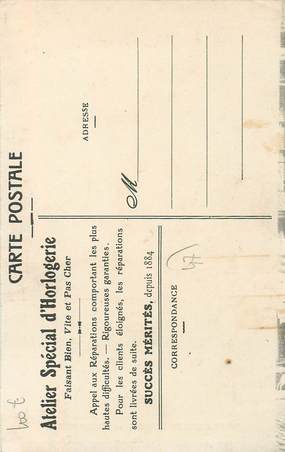 CARTE POSTALE
Atelier Spécial d'Horlogerie
Faisant Bien, Vite et Pas Cher
Appel aux Réparations comportant les plus
hautes difficultés. — Rigoureuses garanties.
Pour les clients éloignés, les réparations
sont livrées de suite.
SUCCÈS MÉRITÉS, depuis 1884
CORRESPONDANCE
ADRESSE
M
100 €